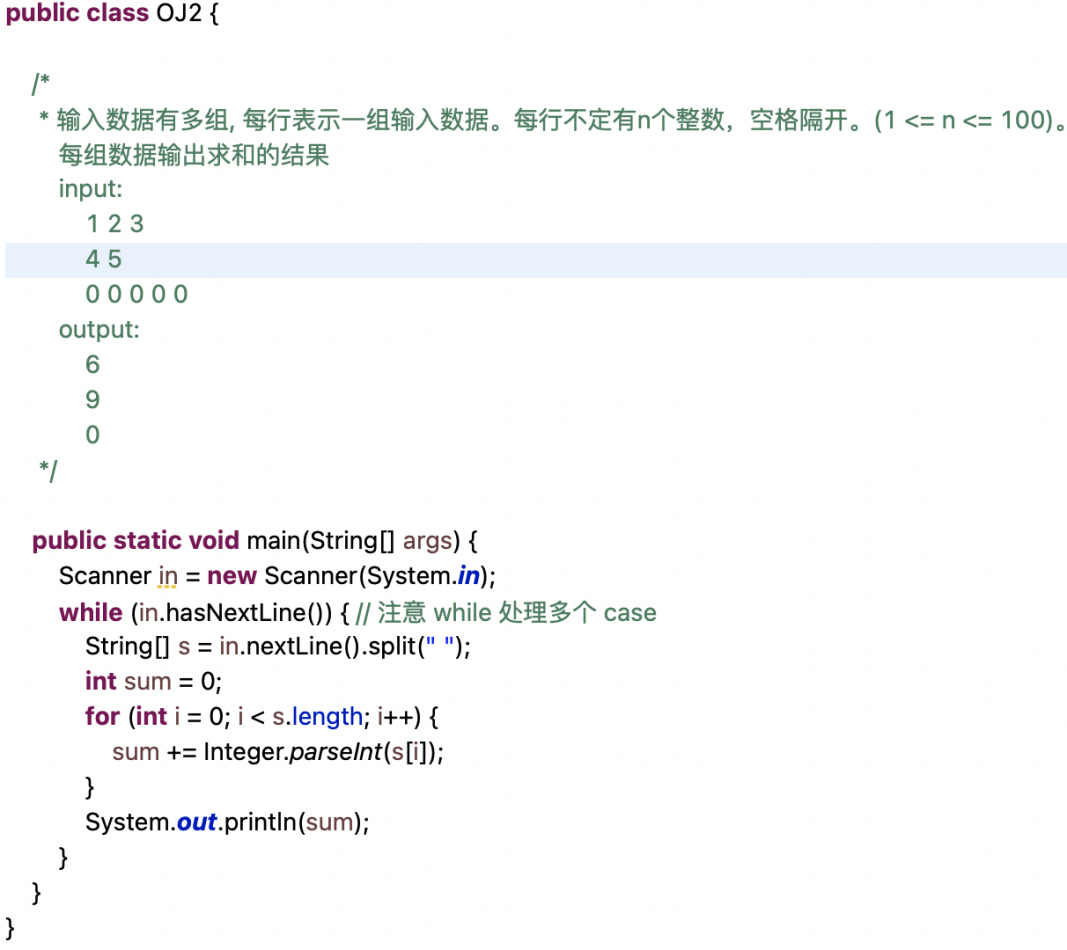 public class OJ2 {
/*
* 输入数据有多组, 每行表示一组输入数据。每行不定有n个整数，空格隔开。(1 <= n <= 100)。
每组数据输出求和的结果
input:
1 2 3
4 5
0 0 0 0 0
output:
6
9
0
*/
public static void main(String[] args) {
Scanner in = new Scanner(System.in);
while (in.hasNextLine()) { // 注意 while 处理多个 case
String[] s = in.nextLine().split(" ");
int sum = 0;
for (int i = 0; i < s.length; i++) {
sum += Integer.parseInt(s[i]);
}
System.out.println(sum);
}
}
}